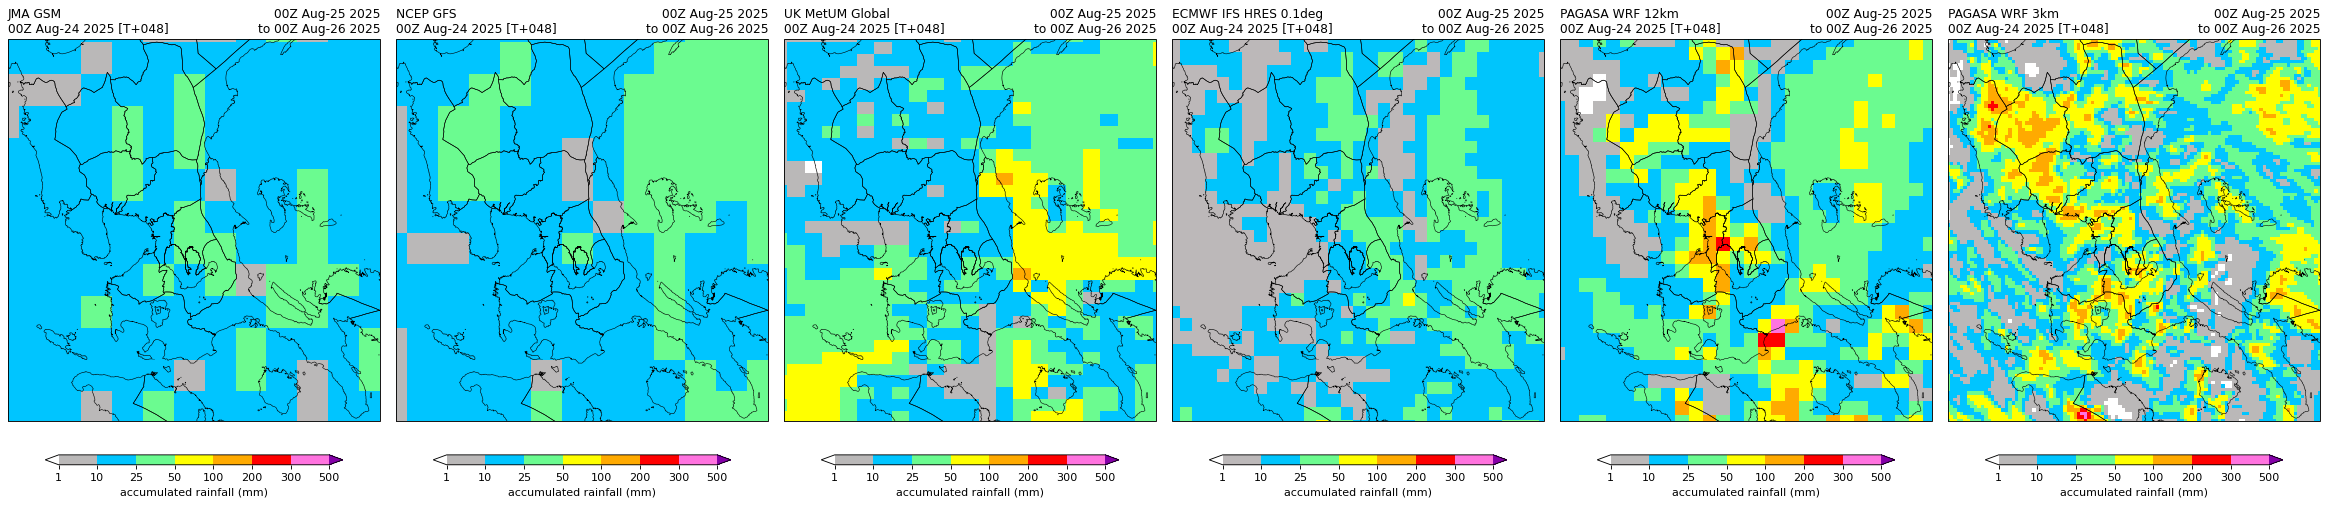 JMA GSM 00Z Aug-25 2025
00Z Aug-24 2025 [T+048] to 00Z Aug-26 2025
1 10 25 50 100 200 300 500
accumulated rainfall (mm)
NCEP GFS 00Z Aug-25 2025
00Z Aug-24 2025 [T+048] to 00Z Aug-26 2025
1 10 25 50 100 200 300 500
accumulated rainfall (mm)
UK MetUM Global 00Z Aug-25 2025
00Z Aug-24 2025 [T+048] to 00Z Aug-26 2025
1 10 25 50 100 200 300 500
accumulated rainfall (mm)
ECMWF IFS HRES 0.1deg 00Z Aug-25 2025
00Z Aug-24 2025 [T+048] to 00Z Aug-26 2025
1 10 25 50 100 200 300 500
accumulated rainfall (mm)
PAGASA WRF 12km 00Z Aug-25 2025
00Z Aug-24 2025 [T+048] to 00Z Aug-26 2025
1 10 25 50 100 200 300 500
accumulated rainfall (mm)
PAGASA WRF 3km 00Z Aug-25 2025
00Z Aug-24 2025 [T+048] to 00Z Aug-26 2025
1 10 25 50 100 200 300 500
accumulated rainfall (mm)